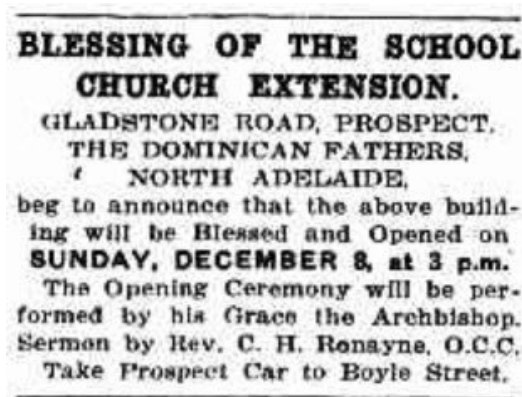 BLESSING OF THE SCHOOL
CHURCH EXTENSION.
GLADSTONE ROAD, PROSPECT.
THE DOMINICAN FATHERS,
NORTH ADELAIDE,
beg to announce that the above build-
ing will be Blessed and Opened on
SUNDAY, DECEMBER 8, at 3 p.m.
The Opening Ceremony will be per-
formed by his Grace the Archbishop.
Sermon by Rev. C. H. Ronayne, O.C.C.
Take Prospect Car to Boyle Street.